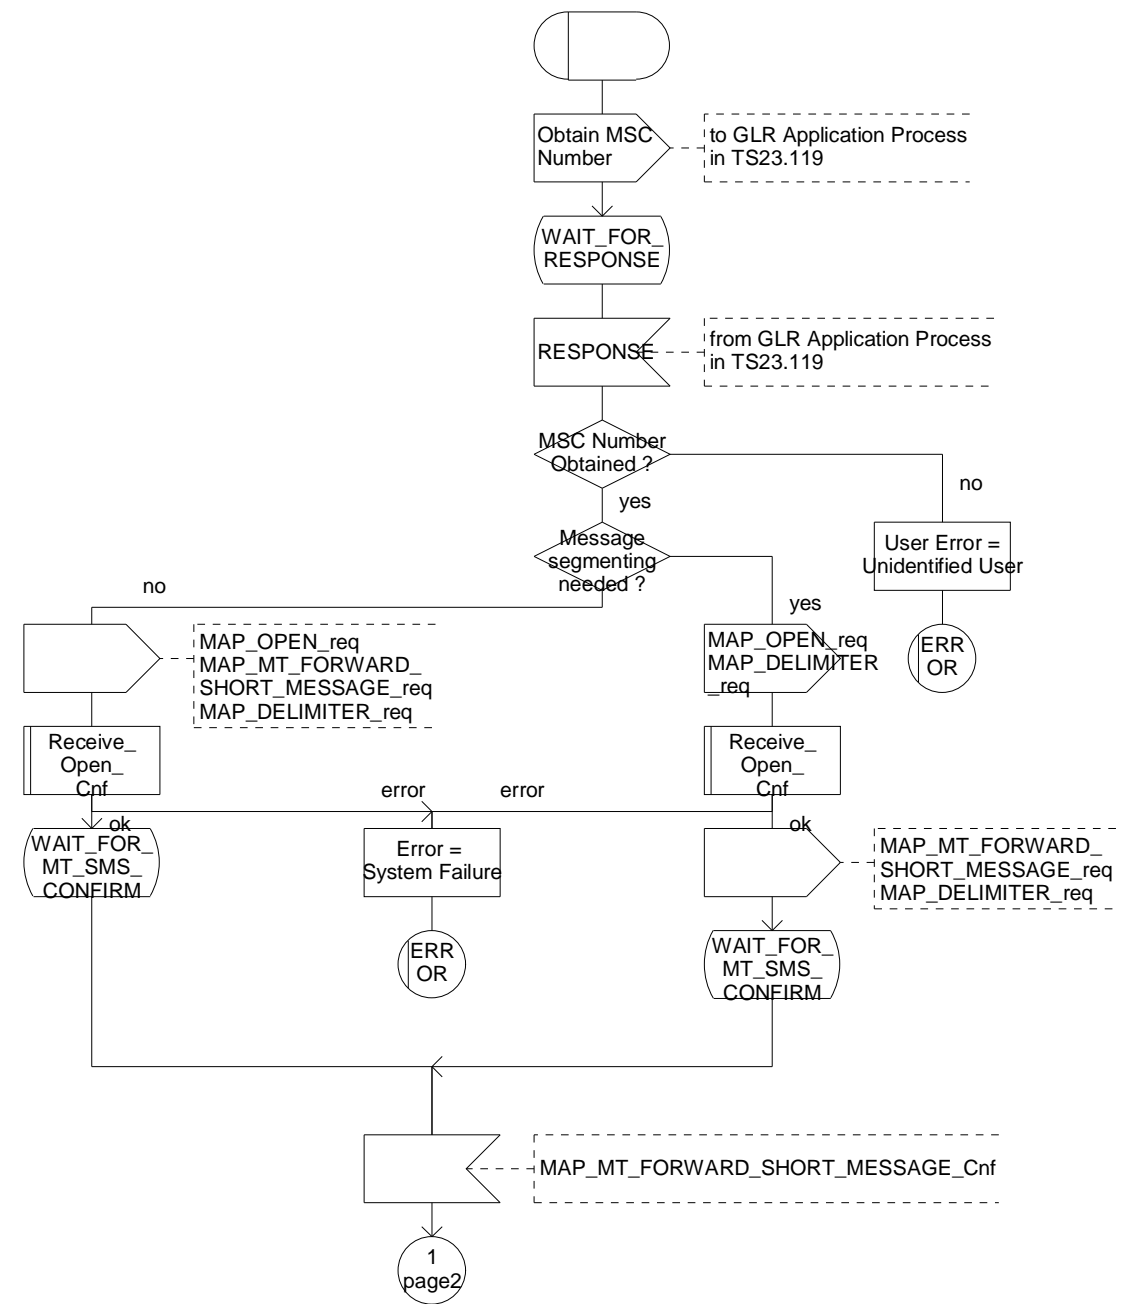 Obtain MSC
Number
to GLR Application Process
in TS23.119
WAIT_FOR_
RESPONSE
RESPONSE
from GLR Application Process
in TS23.119
MSC Number
Obtained ?
no
yes
Message
segmenting
needed ?
User Error =
Unidentified User
no
yes
ERR
OR
MAP_OPEN_req
MAP_MT_FORWARD_
SHORT_MESSAGE_req
MAP_DELIMITER_req
MAP_OPEN_req
MAP_DELIMITER
_req
Receive_
Open_
Cnf
Receive_
Open_
Cnf
error
error
ok
ok
WAIT_FOR_
MT_SMS_
CONFIRM
Error =
System Failure
MAP_MT_FORWARD_
SHORT_MESSAGE_req
MAP_DELIMITER_req
ERR
OR
WAIT_FOR_
MT_SMS_
CONFIRM
MAP_MT_FORWARD_SHORT_MESSAGE_Cnf
1
page2